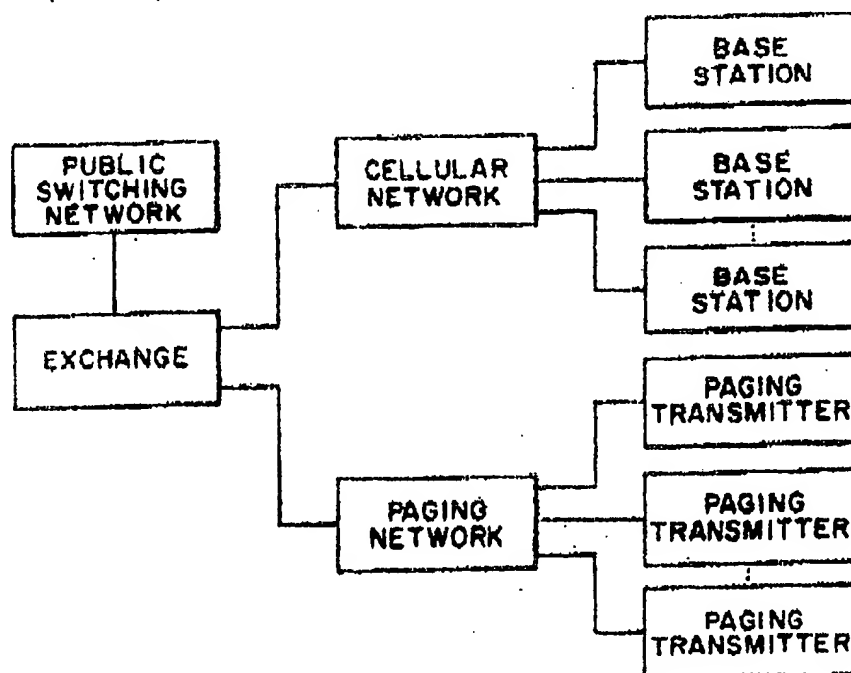 PUBLIC
SWITCHING
NETWORK
EXCHANGE
CELLULAR
NETWORK
PAGING
NETWORK
BASE
STATION
BASE
STATION
BASE
STATION
PAGING
TRANSMITTER
PAGING
TRANSMITTER
PAGING
TRANSMITTER